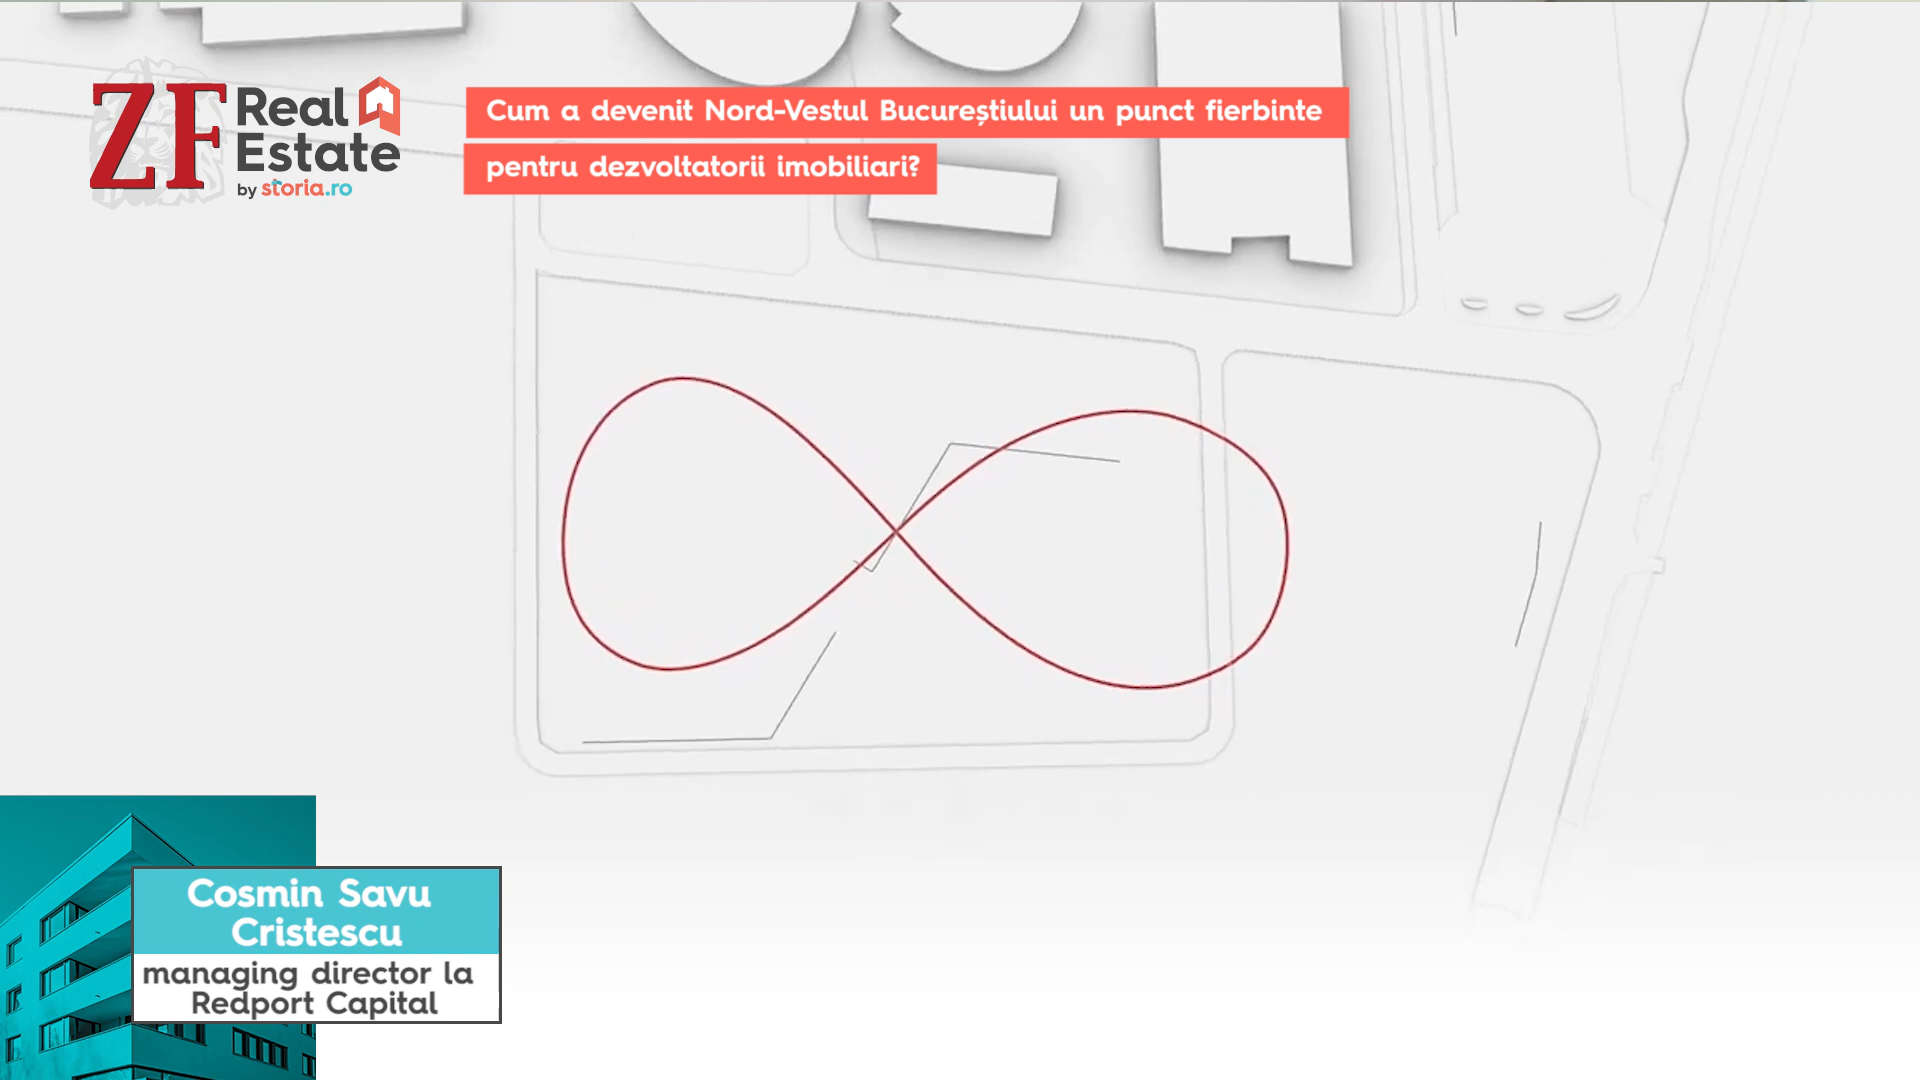 ZF Real
Estate
by storia.ro
Cum a devenit Nord-Vestul Bucureștiului un punct fierbinte
pentru dezvoltatorii imobiliari?
Cosmin Savu
Cristescu
managing director la
Redport Capital